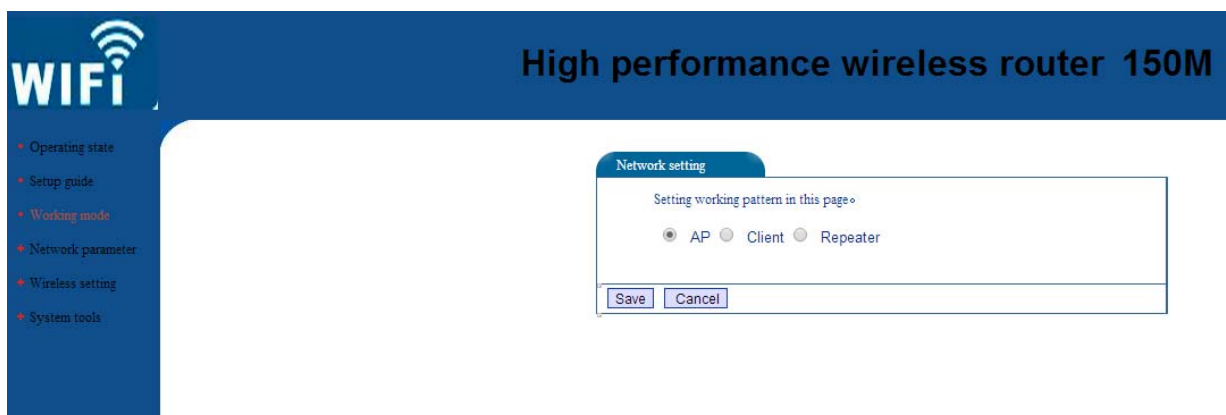 WIFi
High performance wireless router 150M
Operating state
Setup guide
Working mode
Network parameter
Wireless setting
System tools
Network setting
Setting working pattern in this page。
AP Client Repeater
Save Cancel